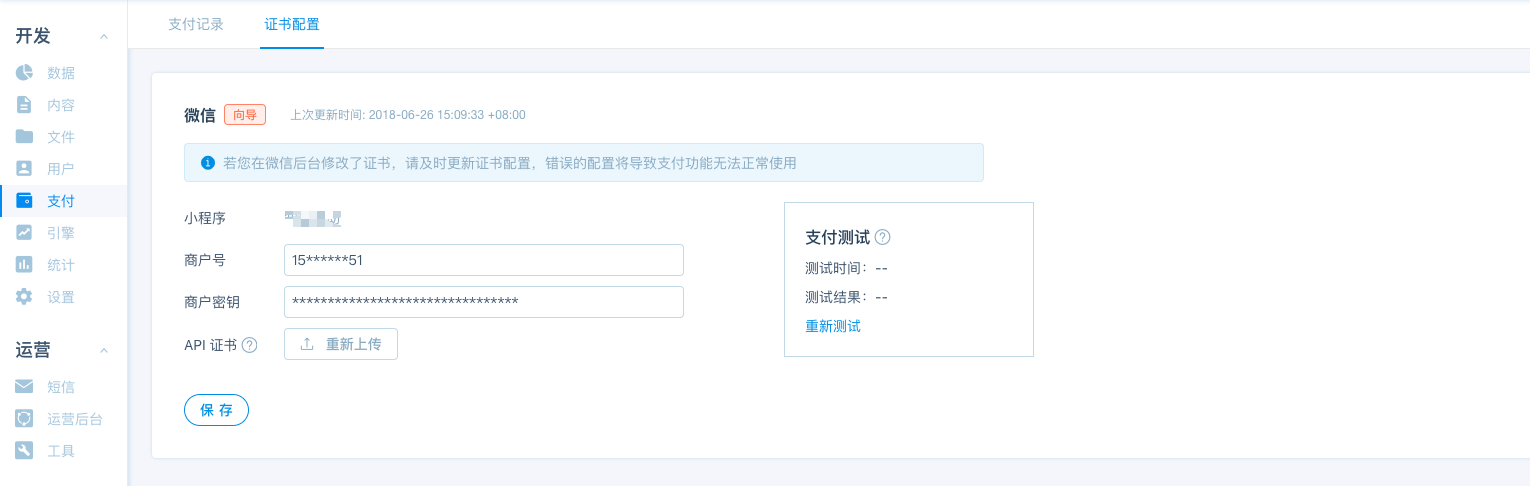 开发
数据
内容
文件
用户
支付
引擎
统计
设置
运营
短信
运营后台
工具
支付记录 证书配置
微信 向导 上次更新时间: 2018-06-26 15:09:33 +08:00
若您在微信后台修改了证书，请及时更新证书配置，错误的配置将导致支付功能无法正常使用
小程序
商户号 15******51
商户密钥 ********************************
API 证书 重新上传
保存
支付测试
测试时间：--
测试结果：--
重新测试